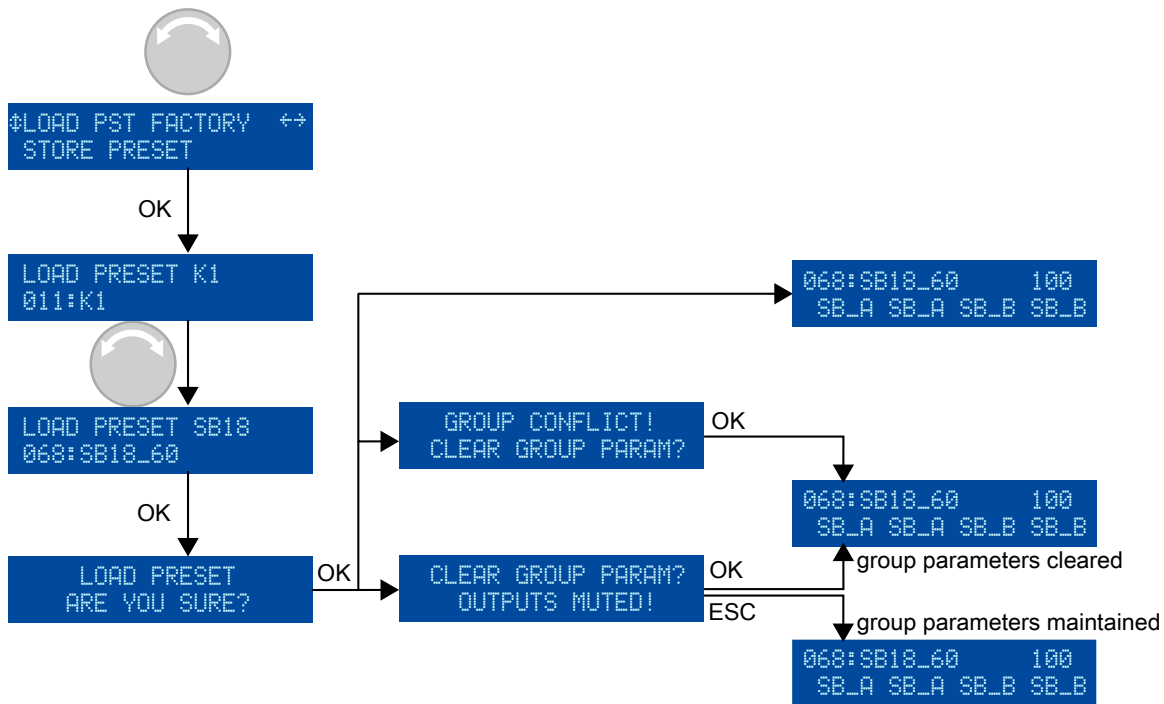 ⇕LOAD PST FACTORY ↔
STORE PRESET
OK
LOAD PRESET K1
011:K1
LOAD PRESET SB18
068:SB18_60
OK
LOAD PRESET
ARE YOU SURE?
OK
068:SB18_60 100
SB_A SB_A SB_B SB_B
GROUP CONFLICT!
CLEAR GROUP PARAM?
OK
068:SB18_60 100
SB_A SB_A SB_B SB_B
group parameters cleared
CLEAR GROUP PARAM?
OUTPUTS MUTED!
OK
ESC
group parameters maintained
068:SB18_60 100
SB_A SB_A SB_B SB_B